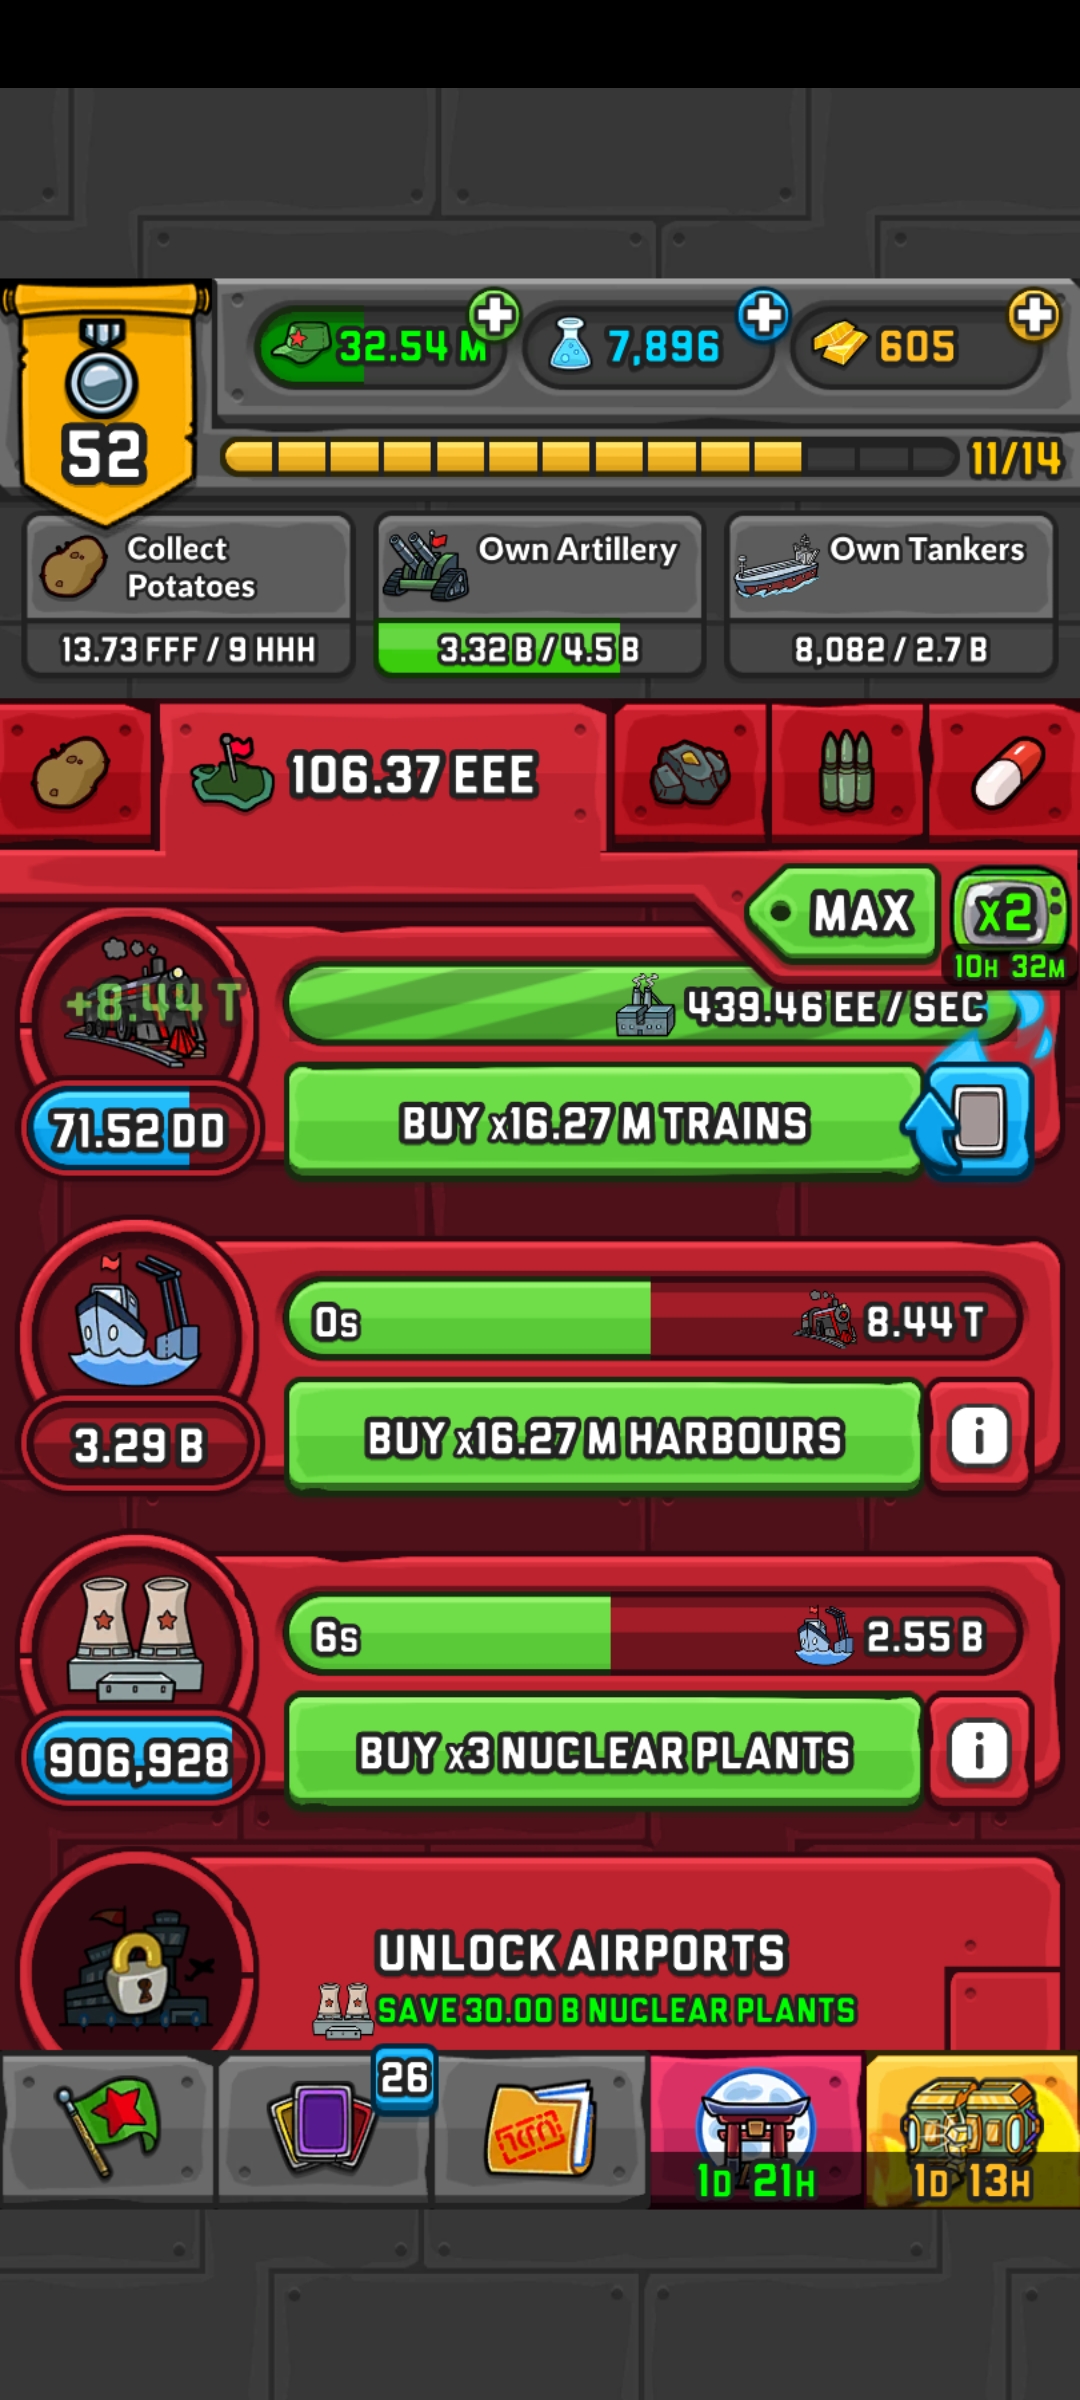 32.54 M
7,896
605
52
11/14
Collect
Potatoes
13.73 FFF / 9 HHH
Own Artillery
3.32 B / 4.5 B
Own Tankers
8,082 / 2.7 B
106.37 EEE
MAX
x2
10H 32M
+8.44 T
439.46 EE / SEC
71.52 DD
BUY x16.27 M TRAINS
0s
8.44 T
3.29 B
BUY x16.27 M HARBOURS
i
6s
2.55 B
906,928
BUY x3 NUCLEAR PLANTS
i
UNLOCK AIRPORTS
SAVE 30.00 B NUCLEAR PLANTS
26
1D 21H
1D 13H